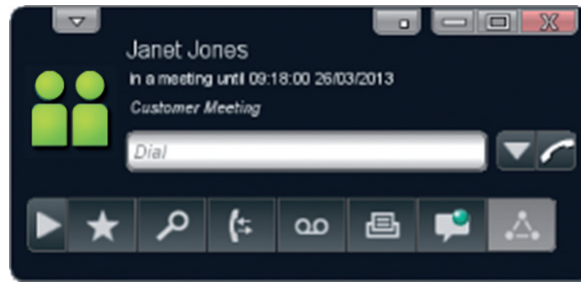 Janet Jones
In a meeting until 09:18:00 26/03/2013
Customer Meeting
Dial